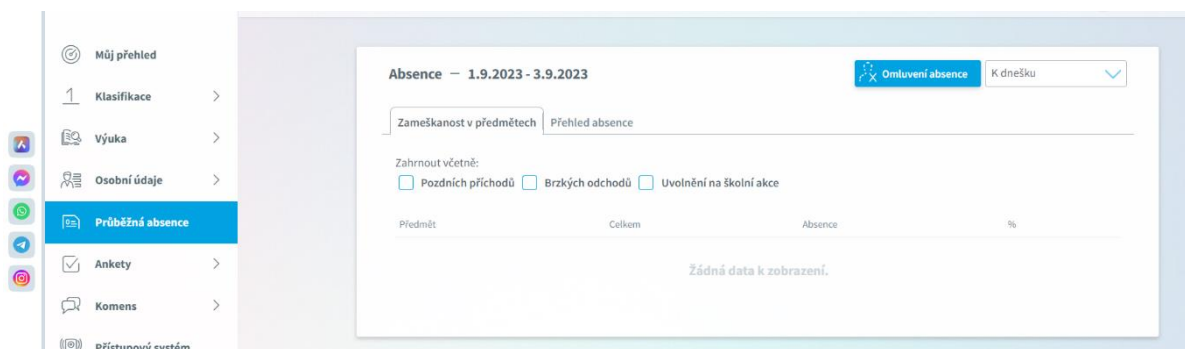 Můj přehled
Klasifikace
Výuka
Osobní údaje
Průběžná absence
Ankety
Komens
Přístupový systém
Absence – 1.9.2023 - 3.9.2023
Omluvení absence
K dnešku
Zameškanost v předmětech Přehled absence
Zahrnout včetně:
Pozdních příchodů Brzkých odchodů Uvolnění na školní akce
Předmět Celkem Absence %
Žádná data k zobrazení.